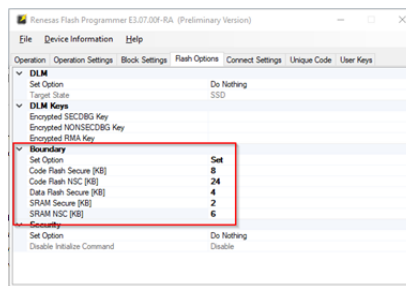 Renesas Flash Programmer E3.07.00f-RA (Preliminary Version)
File Device Information Help
Operation Operation Settings Block Settings Flash Options Connect Settings Unique Code User Keys
DLM
Set Option Do Nothing
Target State SSD
DLM Keys
Encrypted SECDBG Key
Encrypted NONSECDBG Key
Encrypted RMA Key
Boundary
Set Option Set
Code Flash Secure [KB] 8
Code Flash NSC [KB] 24
Data Flash Secure [KB] 4
SRAM Secure [KB] 2
SRAM NSC [KB] 6
Security
Set Option Do Nothing
Disable Initialize Command Disable